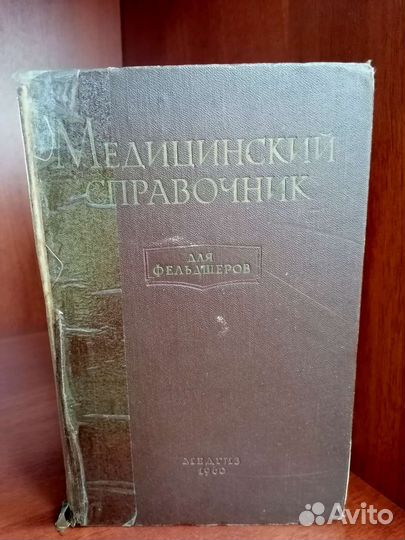 Медицинский
справочник
для
фельдшеров
Медгиз
1960
Avito